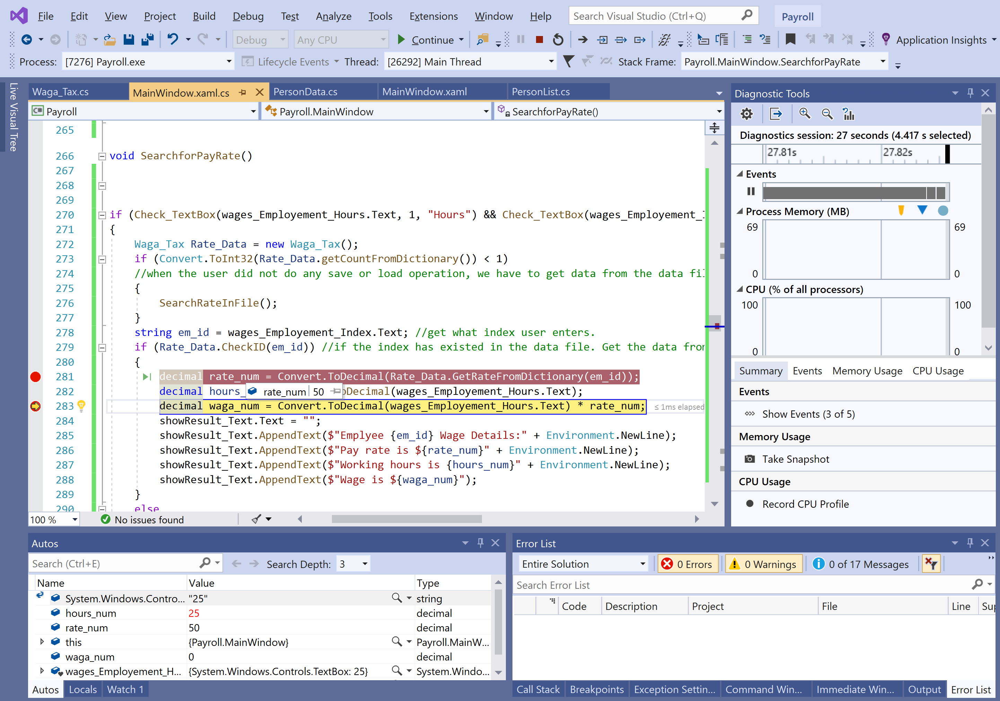 File Edit View Project Build Debug Test Analyze Tools Extensions Window Help Search Visual Studio (Ctrl+Q) Payroll
Debug Any CPU Continue Application Insights
Process: [7276] Payroll.exe Lifecycle Events Thread: [26292] Main Thread Stack Frame: Payroll.MainWindow.SearchforPayRate
Live Visual Tree
Waga_Tax.cs MainWindow.xaml.cs PersonData.cs MainWindow.xaml PersonList.cs
C# Payroll Payroll.MainWindow SearchforPayRate()
265
266 void SearchforPayRate()
267
268
269
270 if (Check_TextBox(wages_Employement_Hours.Text, 1, "Hours") && Check_TextBox(wages_Employement_
271 {
272 Waga_Tax Rate_Data = new Waga_Tax();
273 if (Convert.ToInt32(Rate_Data.getCountFromDictionary()) < 1)
274 //when the user did not do any save or load operation, we have to get data from the data fil
275 {
276 SearchRateInFile();
277 }
278 string em_id = wages_Employement_Index.Text; //get what index user enters.
279 if (Rate_Data.CheckID(em_id)) //if the index has existed in the data file. Get the data from
280 {
281 decimal rate_num = Convert.ToDecimal(Rate_Data.GetRateFromDictionary(em_id));
282 decimal hours_ rate_num 50 oDecimal(wages_Employement_Hours.Text);
283 decimal waga_num = Convert.ToDecimal(wages_Employement_Hours.Text) * rate_num; ≤ 1ms elapsed
284 showResult_Text.Text = "";
285 showResult_Text.AppendText($"Emplyee {em_id} Wage Details:" + Environment.NewLine);
286 showResult_Text.AppendText($"Pay rate is ${rate_num}" + Environment.NewLine);
287 showResult_Text.AppendText($"Working hours is {hours_num}" + Environment.NewLine);
288 showResult_Text.AppendText($"Wage is ${waga_num}");
289 }
290 else
100 % No issues found
Diagnostic Tools
Diagnostics session: 27 seconds (4.417 s selected)
27.81s 27.82s
Events
Process Memory (MB)
69 69
0 0
CPU (% of all processors)
100 100
0 0
Summary Events Memory Usage CPU Usage
Events
Show Events (3 of 5)
Memory Usage
Take Snapshot
CPU Usage
Record CPU Profile
Autos
Search (Ctrl+E) Search Depth: 3
Name Value Type
System.Windows.Contro... "25" string
hours_num 25 decimal
rate_num 50 decimal
this {Payroll.MainWindow} Payroll.MainW...
waga_num 0 decimal
wages_Employement_H... {System.Windows.Controls.TextBox: 25} System.Windo...
Autos Locals Watch 1
Error List
Entire Solution 0 Errors 0 Warnings 0 of 17 Messages
Search Error List
Code Description Project File Line Sup
Call Stack Breakpoints Exception Settin... Command Win... Immediate Win... Output Error List